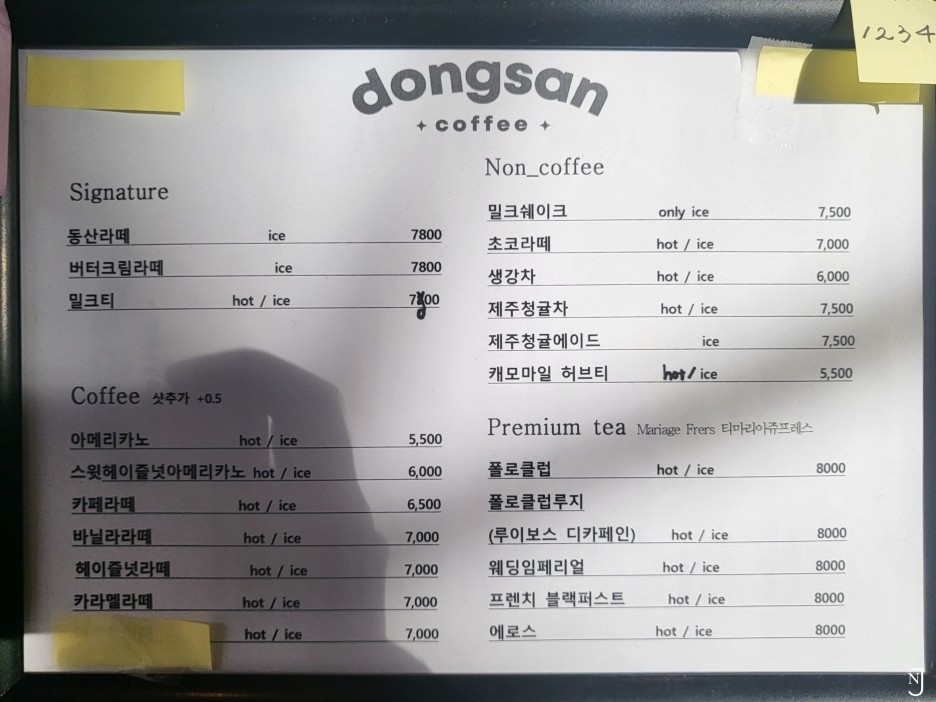 1234
dongsan
✦ coffee ✦
Signature
동산라떼 ice 7800
버터크림라떼 ice 7800
밀크티 hot / ice 7800
Coffee 샷추가 +0.5
아메리카노 hot / ice 5,500
스윗헤이즐넛아메리카노 hot / ice 6,000
카페라떼 hot / ice 6,500
바닐라라떼 hot / ice 7,000
헤이즐넛라떼 hot / ice 7,000
카라멜라떼 hot / ice 7,000
hot / ice 7,000
Non_coffee
밀크쉐이크 only ice 7,500
초코라떼 hot / ice 7,000
생강차 hot / ice 6,000
제주청귤차 hot / ice 7,500
제주청귤에이드 ice 7,500
캐모마일 허브티 hot / ice 5,500
Premium tea Mariage Frers 티마리아쥬프레스
폴로클럽 hot / ice 8000
폴로클럽루지
(루이보스 디카페인) hot / ice 8000
웨딩임페리얼 hot / ice 8000
프렌치 블랙퍼스트 hot / ice 8000
에로스 hot / ice 8000
NJ